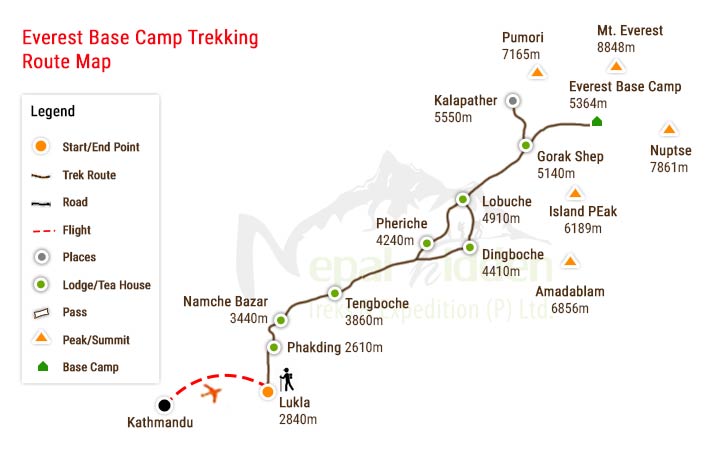 Everest Base Camp Trekking
Route Map
Legend
Start/End Point
Trek Route
Road
Flight
Places
Lodge/Tea House
Pass
Peak/Summit
Base Camp
Pumori
7165m
Mt. Everest
8848m
Everest Base Camp
5364m
Kalapather
5550m
Nuptse
7861m
Gorak Shep
5140m
Lobuche
4910m
Island PEak
6189m
Pheriche
4240m
Dingboche
4410m
Amadablam
6856m
Nepal hidden
Treks Expedition (P) Ltd.
Namche Bazar
3440m
Tengboche
3860m
Phakding 2610m
Lukla
2840m
Kathmandu